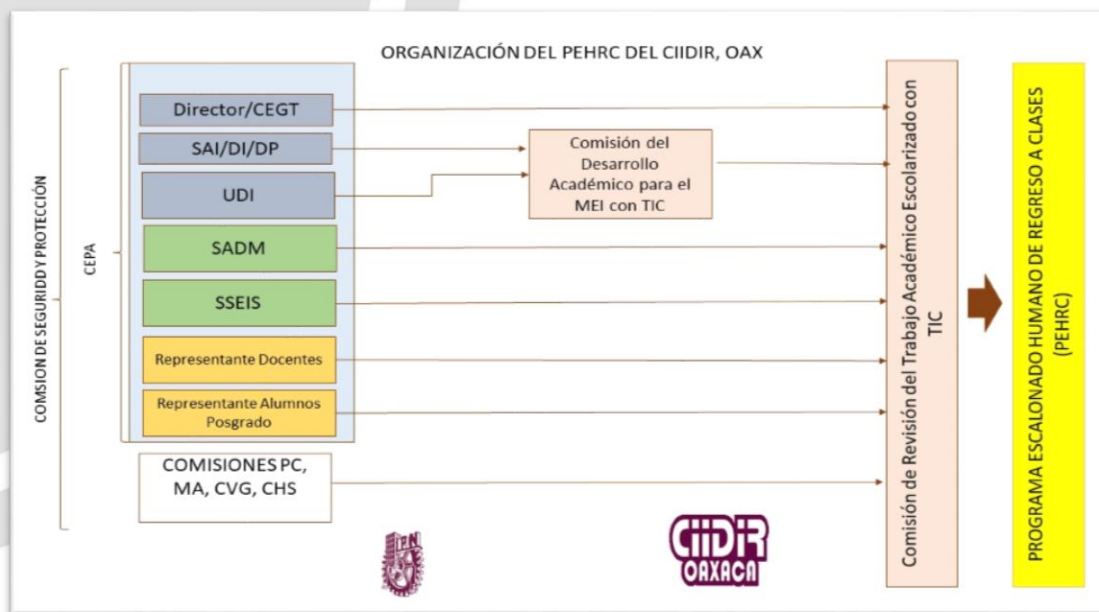 ORGANIZACIÓN DEL PEHRC DEL CIIDIR, OAX
COMSION DE SEGURIDD Y PROTECCIÓN
CEPA
Director/CEGT
SAI/DI/DP
UDI
SADM
SSEIS
Representante Docentes
Representante Alumnos
Posgrado
COMISIONES PC,
MA, CVG, CHS
Comisión del
Desarrollo
Académico para el
MEI con TIC
Comisión de Revisión del Trabajo Académico Escolarizado con
TIC
PROGRAMA ESCALONADO HUMANO DE REGRESO A CLASES
(PEHRC)
IPN
CIIDIR
OAXACA